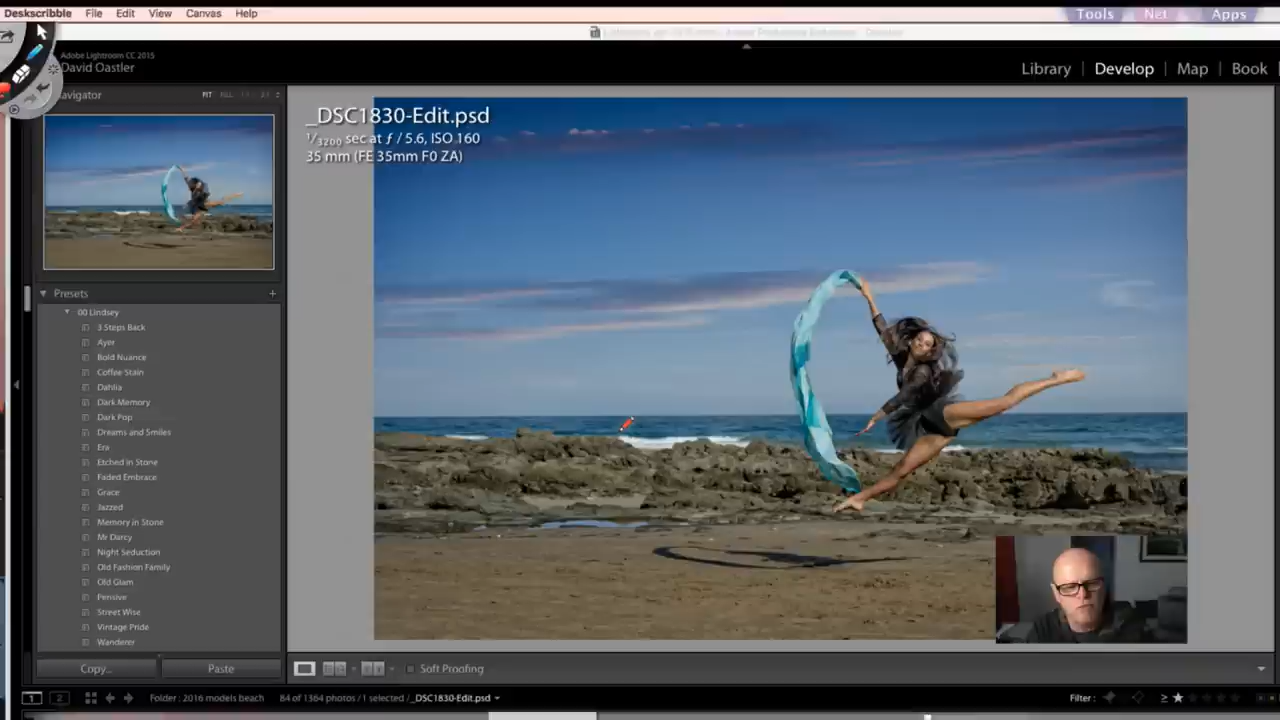 Deskscribble File Edit View Canvas Help
Tools Net Apps
Adobe Lightroom CC 2015
David Oastler
Library | Develop | Map | Book
avigator FIT
_DSC1830-Edit.psd
1/3200 sec at ƒ / 5.6, ISO 160
35 mm (FE 35mm F0 ZA)
Presets +
00 Lindsey
3 Steps Back
Ayer
Bold Nuance
Coffee Stain
Dahlia
Dark Memory
Dark Pop
Dreams and Smiles
Era
Etched in Stone
Faded Embrace
Grace
Jazzed
Memory in Stone
Mr Darcy
Night Seduction
Old Fashion Family
Old Glam
Pensive
Street Wise
Vintage Pride
Wanderer
Copy... Paste
Soft Proofing
1 2 Folder : 2016 models beach 84 of 1364 photos / 1 selected / _DSC1830-Edit.psd Filter : ≥